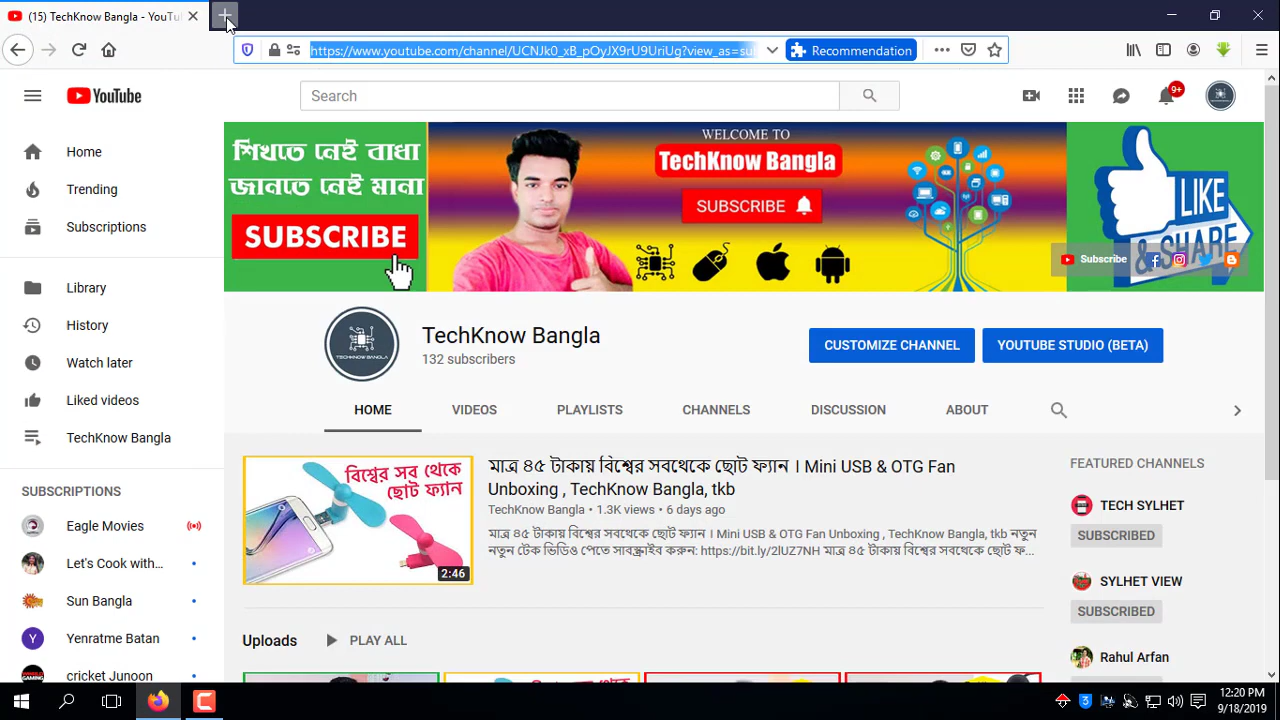 (15) TechKnow Bangla - YouTu
https://www.youtube.com/channel/UCNJk0_xB_pOyJX9rU9UriUg?view_as=su
Recommendation
YouTube
Search
9+
Home
Trending
Subscriptions
Library
History
Watch later
Liked videos
TechKnow Bangla
SUBSCRIPTIONS
Eagle Movies
Let's Cook with...
Sun Bangla
Yenratme Batan
cricket Junoon
শিখতে নেই বাধা
জানতে নেই মানা
SUBSCRIBE
WELCOME TO
TechKnow Bangla
SUBSCRIBE
LIKE
& SHARE
Subscribe
TECHKNOW BANGLA
TechKnow Bangla
132 subscribers
CUSTOMIZE CHANNEL
YOUTUBE STUDIO (BETA)
HOME VIDEOS PLAYLISTS CHANNELS DISCUSSION ABOUT
বিশ্বের সব থেকে
ছোট ফ্যান
2:46
মাত্র ৪৫ টাকায় বিশ্বের সবথেকে ছোট ফ্যান । Mini USB & OTG Fan
Unboxing , TechKnow Bangla, tkb
TechKnow Bangla • 1.3K views • 6 days ago
মাত্র ৪৫ টাকায় বিশ্বের সবথেকে ছোট ফ্যান । Mini USB & OTG Fan Unboxing , TechKnow Bangla, tkb নতুন
নতুন টেক ভিডিও পেতে সাবস্ক্রাইব করুন: https://bit.ly/2lUZ7NH মাত্র ৪৫ টাকায় বিশ্বের সবথেকে ছোট ফ...
FEATURED CHANNELS
TECH SYLHET
SUBSCRIBED
SYLHET VIEW
SUBSCRIBED
Rahul Arfan
Uploads PLAY ALL
12:20 PM
9/18/2019